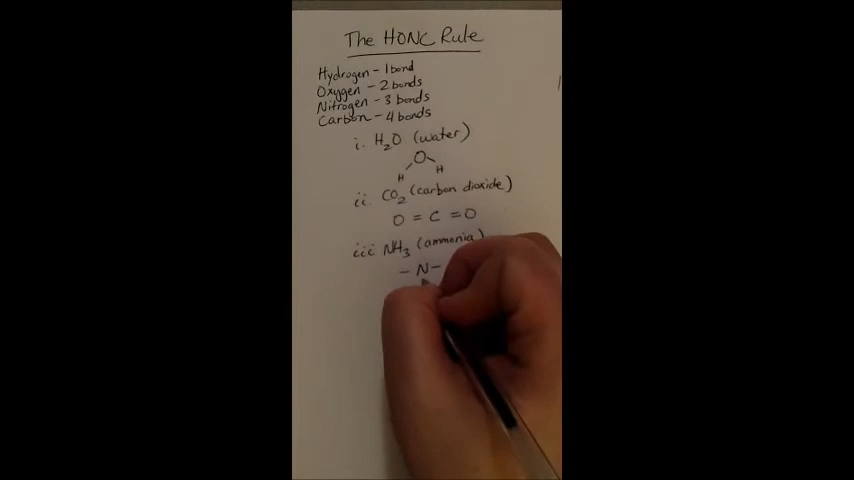 The HONC Rule
Hydrogen - 1 bond
Oxygen - 2 bonds
Nitrogen - 3 bonds
Carbon - 4 bonds
i. H₂O (water)
O
H H
ii. CO₂ (carbon dioxide)
O = C = O
iii NH₃ (ammonia)
- N -